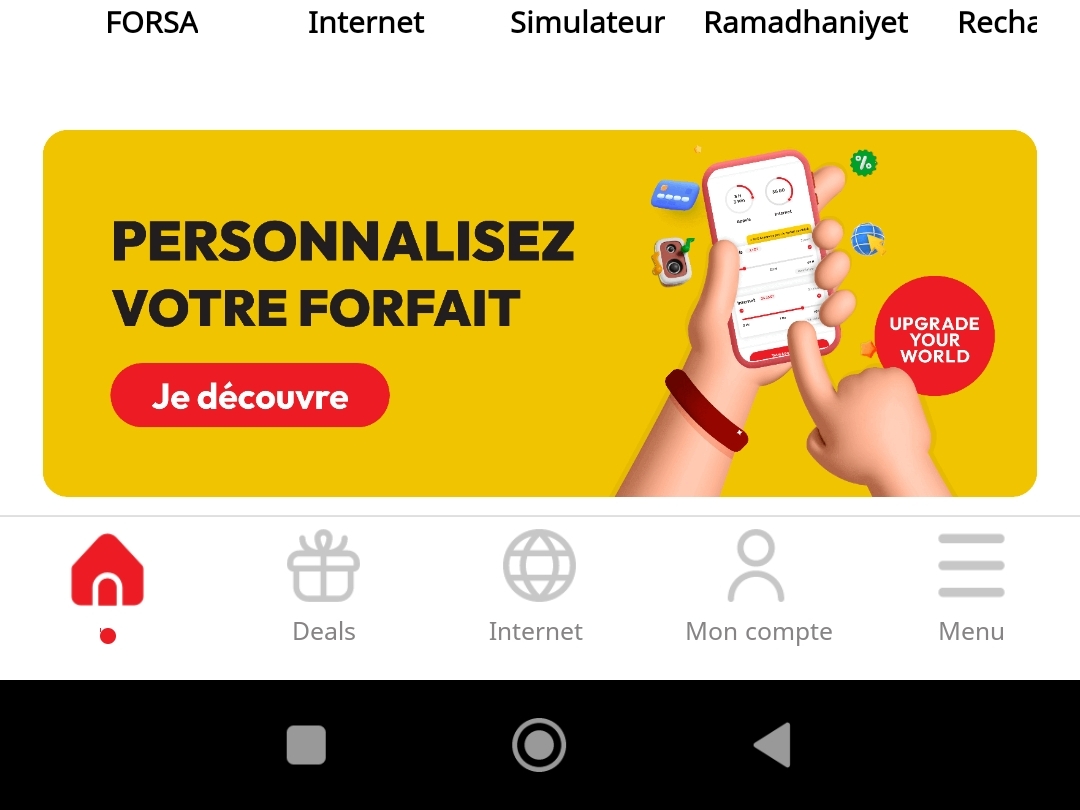 FORSA Internet Simulateur Ramadhaniyet Recha
PERSONNALISEZ
VOTRE FORFAIT
Je découvre
UPGRADE
YOUR
WORLD
Deals Internet Mon compte Menu